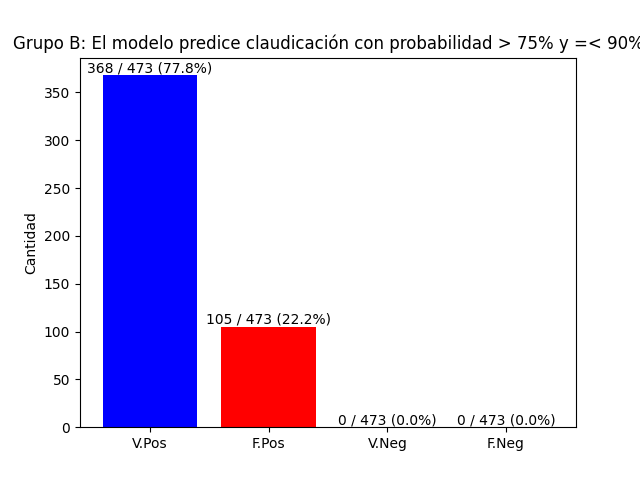 Grupo B: El modelo predice claudicación con probabilidad > 75% y =< 90%
368 / 473 (77.8%)
105 / 473 (22.2%)
0 / 473 (0.0%)
0 / 473 (0.0%)
Cantidad
350
300
250
200
150
100
50
0
V.Pos
F.Pos
V.Neg
F.Neg